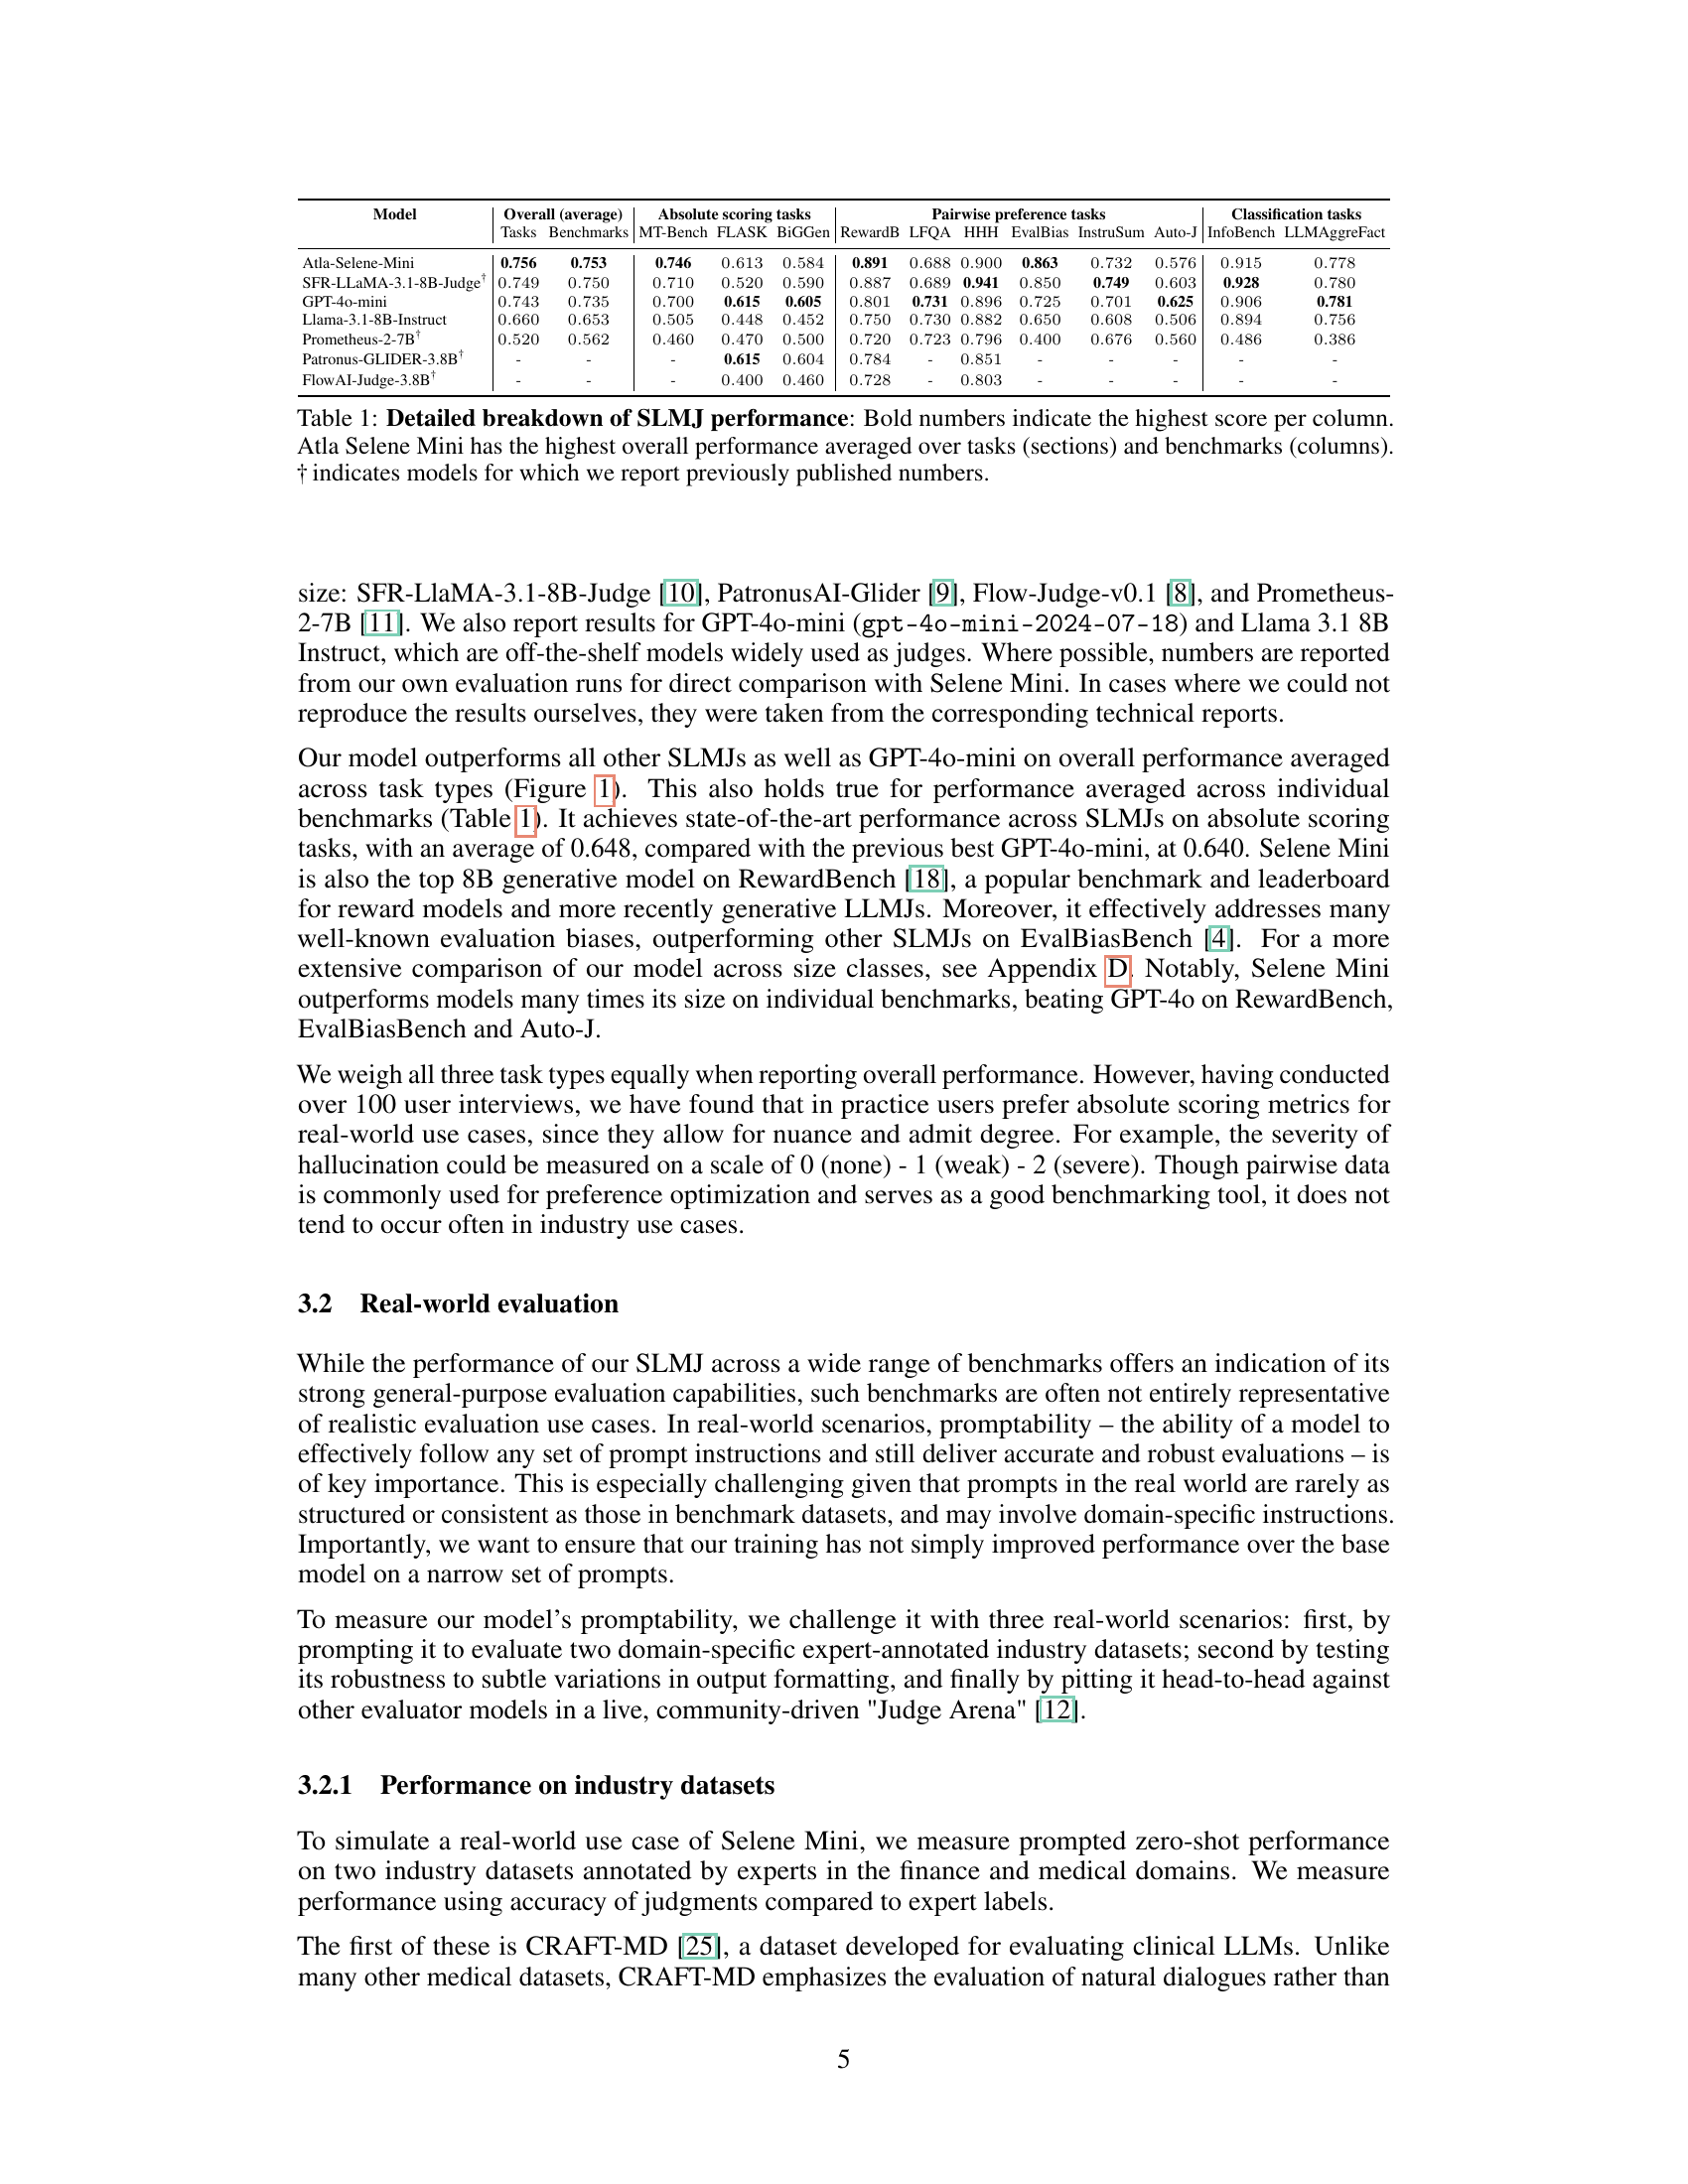 Model Overall (average) Absolute scoring tasks Pairwise preference tasks Classification tasks
Tasks Benchmarks MT-Bench FLASK BiGGen RewardB LFQA HHH EvalBias InstruSum Auto-J InfoBench LLMAggreFact
Atla-Selene-Mini 0.756 0.753 0.746 0.613 0.584 0.891 0.688 0.900 0.863 0.732 0.576 0.915 0.778
SFR-LLaMA-3.1-8B-Judge† 0.749 0.750 0.710 0.520 0.590 0.887 0.689 0.941 0.850 0.749 0.603 0.928 0.780
GPT-4o-mini 0.743 0.735 0.700 0.615 0.605 0.801 0.731 0.896 0.725 0.701 0.625 0.906 0.781
Llama-3.1-8B-Instruct 0.660 0.653 0.505 0.448 0.452 0.750 0.730 0.882 0.650 0.608 0.506 0.894 0.756
Prometheus-2-7B† 0.520 0.562 0.460 0.470 0.500 0.720 0.723 0.796 0.400 0.676 0.560 0.486 0.386
Patronus-GLIDER-3.8B† - - - 0.615 0.604 0.784 - 0.851 - - - - -
FlowAI-Judge-3.8B† - - - 0.400 0.460 0.728 - 0.803 - - - - -
Table 1: Detailed breakdown of SLMJ performance: Bold numbers indicate the highest score per column.
Atla Selene Mini has the highest overall performance averaged over tasks (sections) and benchmarks (columns).
† indicates models for which we report previously published numbers.
size: SFR-LlaMA-3.1-8B-Judge [10], PatronusAI-Glider [9], Flow-Judge-v0.1 [8], and Prometheus-
2-7B [11]. We also report results for GPT-4o-mini (gpt-4o-mini-2024-07-18) and Llama 3.1 8B
Instruct, which are off-the-shelf models widely used as judges. Where possible, numbers are reported
from our own evaluation runs for direct comparison with Selene Mini. In cases where we could not
reproduce the results ourselves, they were taken from the corresponding technical reports.
Our model outperforms all other SLMJs as well as GPT-4o-mini on overall performance averaged
across task types (Figure 1). This also holds true for performance averaged across individual
benchmarks (Table 1). It achieves state-of-the-art performance across SLMJs on absolute scoring
tasks, with an average of 0.648, compared with the previous best GPT-4o-mini, at 0.640. Selene Mini
is also the top 8B generative model on RewardBench [18], a popular benchmark and leaderboard
for reward models and more recently generative LLMJs. Moreover, it effectively addresses many
well-known evaluation biases, outperforming other SLMJs on EvalBiasBench [4]. For a more
extensive comparison of our model across size classes, see Appendix D. Notably, Selene Mini
outperforms models many times its size on individual benchmarks, beating GPT-4o on RewardBench,
EvalBiasBench and Auto-J.
We weigh all three task types equally when reporting overall performance. However, having conducted
over 100 user interviews, we have found that in practice users prefer absolute scoring metrics for
real-world use cases, since they allow for nuance and admit degree. For example, the severity of
hallucination could be measured on a scale of 0 (none) - 1 (weak) - 2 (severe). Though pairwise data
is commonly used for preference optimization and serves as a good benchmarking tool, it does not
tend to occur often in industry use cases.
3.2 Real-world evaluation
While the performance of our SLMJ across a wide range of benchmarks offers an indication of its
strong general-purpose evaluation capabilities, such benchmarks are often not entirely representative
of realistic evaluation use cases. In real-world scenarios, promptability – the ability of a model to
effectively follow any set of prompt instructions and still deliver accurate and robust evaluations – is
of key importance. This is especially challenging given that prompts in the real world are rarely as
structured or consistent as those in benchmark datasets, and may involve domain-specific instructions.
Importantly, we want to ensure that our training has not simply improved performance over the base
model on a narrow set of prompts.
To measure our model's promptability, we challenge it with three real-world scenarios: first, by
prompting it to evaluate two domain-specific expert-annotated industry datasets; second by testing
its robustness to subtle variations in output formatting, and finally by pitting it head-to-head against
other evaluator models in a live, community-driven "Judge Arena" [12].
3.2.1 Performance on industry datasets
To simulate a real-world use case of Selene Mini, we measure prompted zero-shot performance
on two industry datasets annotated by experts in the finance and medical domains. We measure
performance using accuracy of judgments compared to expert labels.
The first of these is CRAFT-MD [25], a dataset developed for evaluating clinical LLMs. Unlike
many other medical datasets, CRAFT-MD emphasizes the evaluation of natural dialogues rather than
5